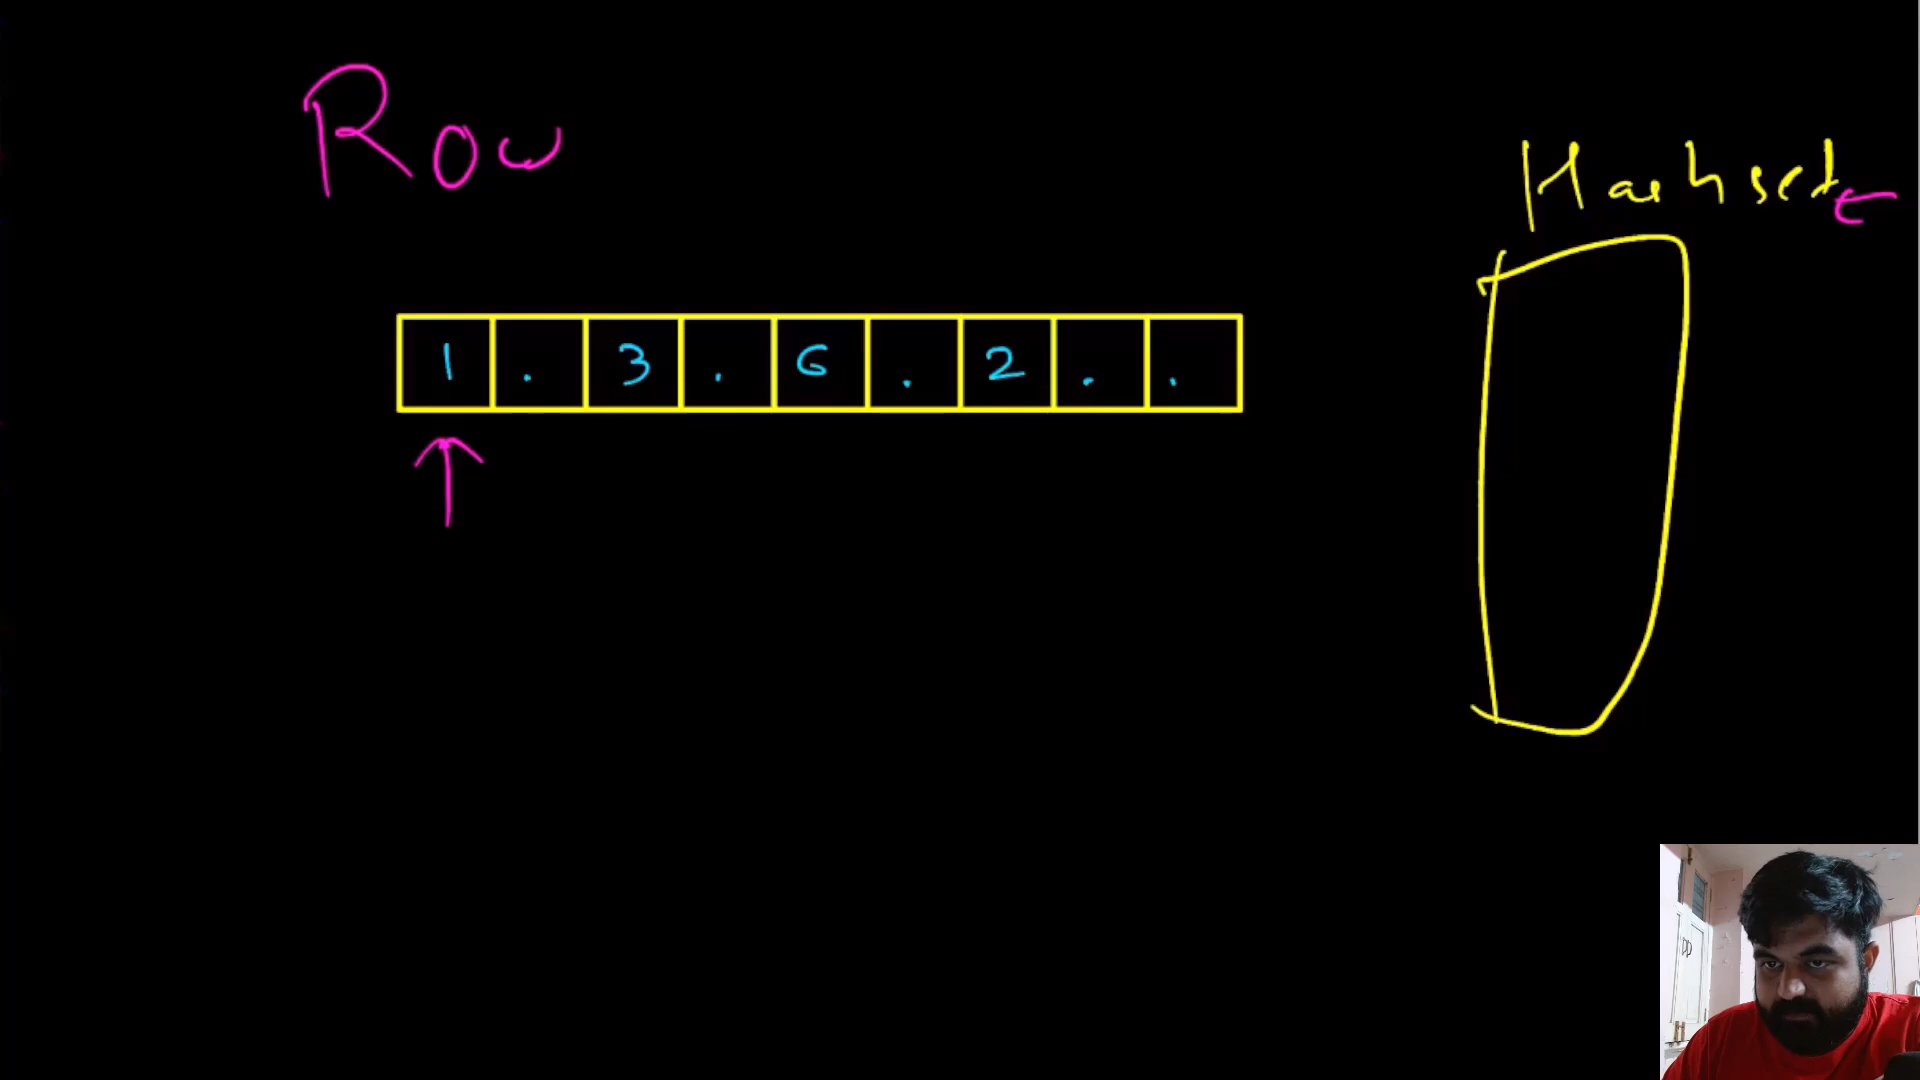 Row
Hashset
1 . 3 . 6 . 2 . .